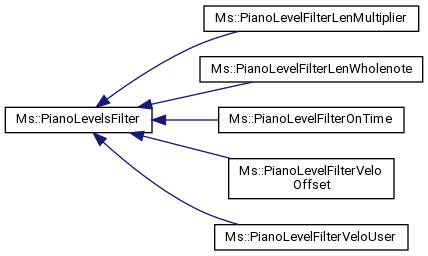 Ms::PianoLevelFilterLenMultiplier
Ms::PianoLevelFilterLenWholenote
Ms::PianoLevelsFilter
Ms::PianoLevelFilterOnTime
Ms::PianoLevelFilterVelo
Offset
Ms::PianoLevelFilterVeloUser